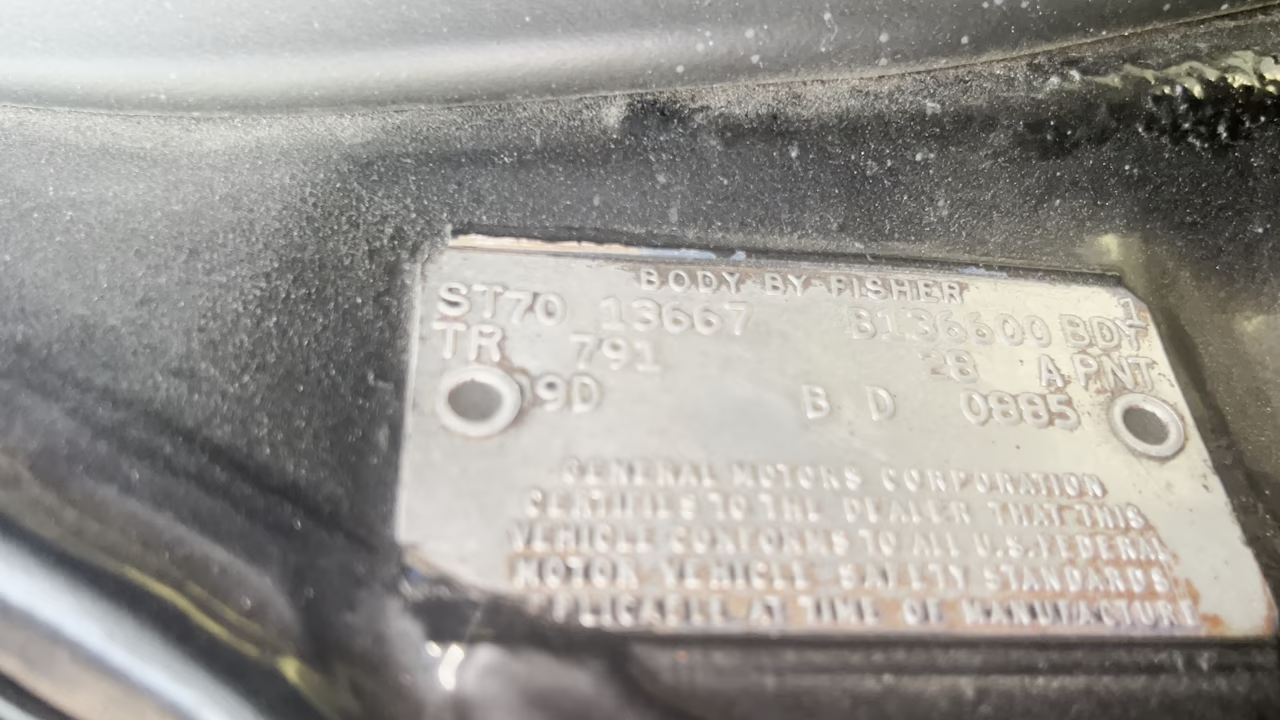 BODY BY FISHER
1
ST70 13667 B136600 BDY
TR 791 28 A PNT
09D B D 0885
GENERAL MOTORS CORPORATION
CERTIFIES TO THE DEALER THAT THIS
VEHICLE CONFORMS TO ALL U.S. FEDERAL
MOTOR VEHICLE SAFETY STANDARDS
APPLICABLE AT TIME OF MANUFACTURE